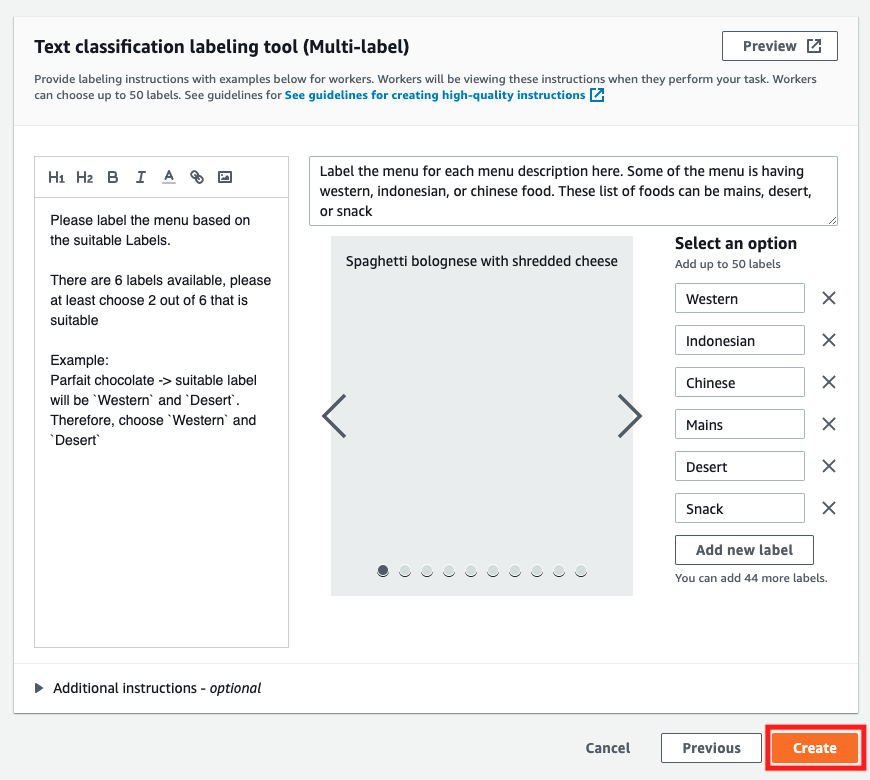 Text classification labeling tool (Multi-label)
Preview
Provide labeling instructions with examples below for workers. Workers will be viewing these instructions when they perform your task. Workers
can choose up to 50 labels. See guidelines for See guidelines for creating high-quality instructions
H1 H2 B I A
Please label the menu based on
the suitable Labels.
There are 6 labels available, please
at least choose 2 out of 6 that is
suitable
Example:
Parfait chocolate -> suitable label
will be `Western` and `Desert`.
Therefore, choose `Western` and
`Desert`
Label the menu for each menu description here. Some of the menu is having
western, indonesian, or chinese food. These list of foods can be mains, desert,
or snack
Spaghetti bolognese with shredded cheese
Select an option
Add up to 50 labels
Western
Indonesian
Chinese
Mains
Desert
Snack
Add new label
You can add 44 more labels.
Additional instructions - optional
Cancel
Previous
Create